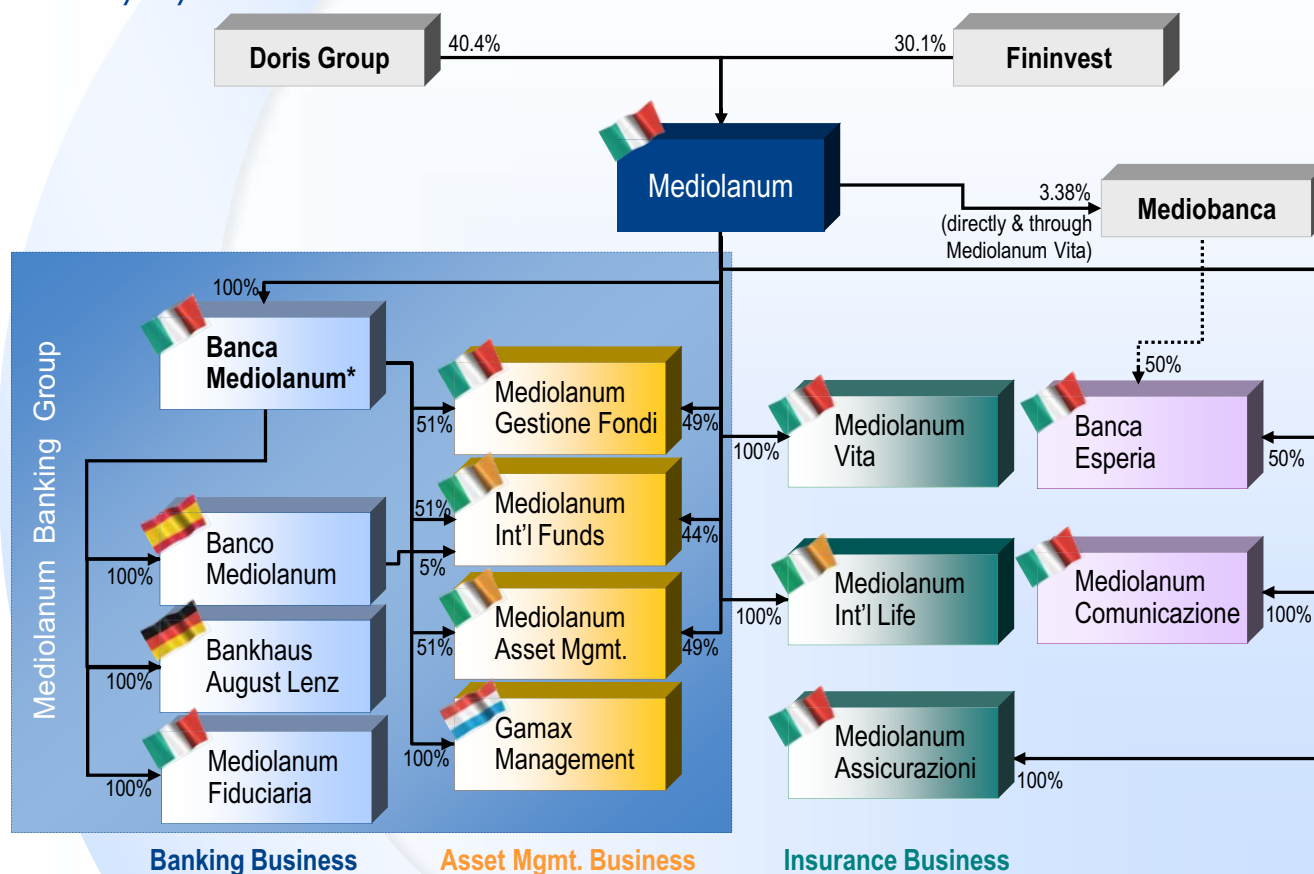 Doris Group
40.4%
30.1%
Fininvest
Mediolanum
3.38%
(directly & through
Mediolanum Vita)
Mediobanca
Mediolanum Banking Group
100%
Banca
Mediolanum*
Mediolanum
Gestione Fondi
51%
49%
Mediolanum
Vita
100%
50%
Banca
Esperia
50%
Banco
Mediolanum
100%
51%
5%
Mediolanum
Int'l Funds
44%
Mediolanum
Int'l Life
100%
Mediolanum
Comunicazione
100%
Bankhaus
August Lenz
100%
Mediolanum
Asset Mgmt.
51%
49%
Mediolanum
Fiduciaria
100%
Gamax
Management
100%
Mediolanum
Assicurazioni
100%
Banking Business
Asset Mgmt. Business
Insurance Business